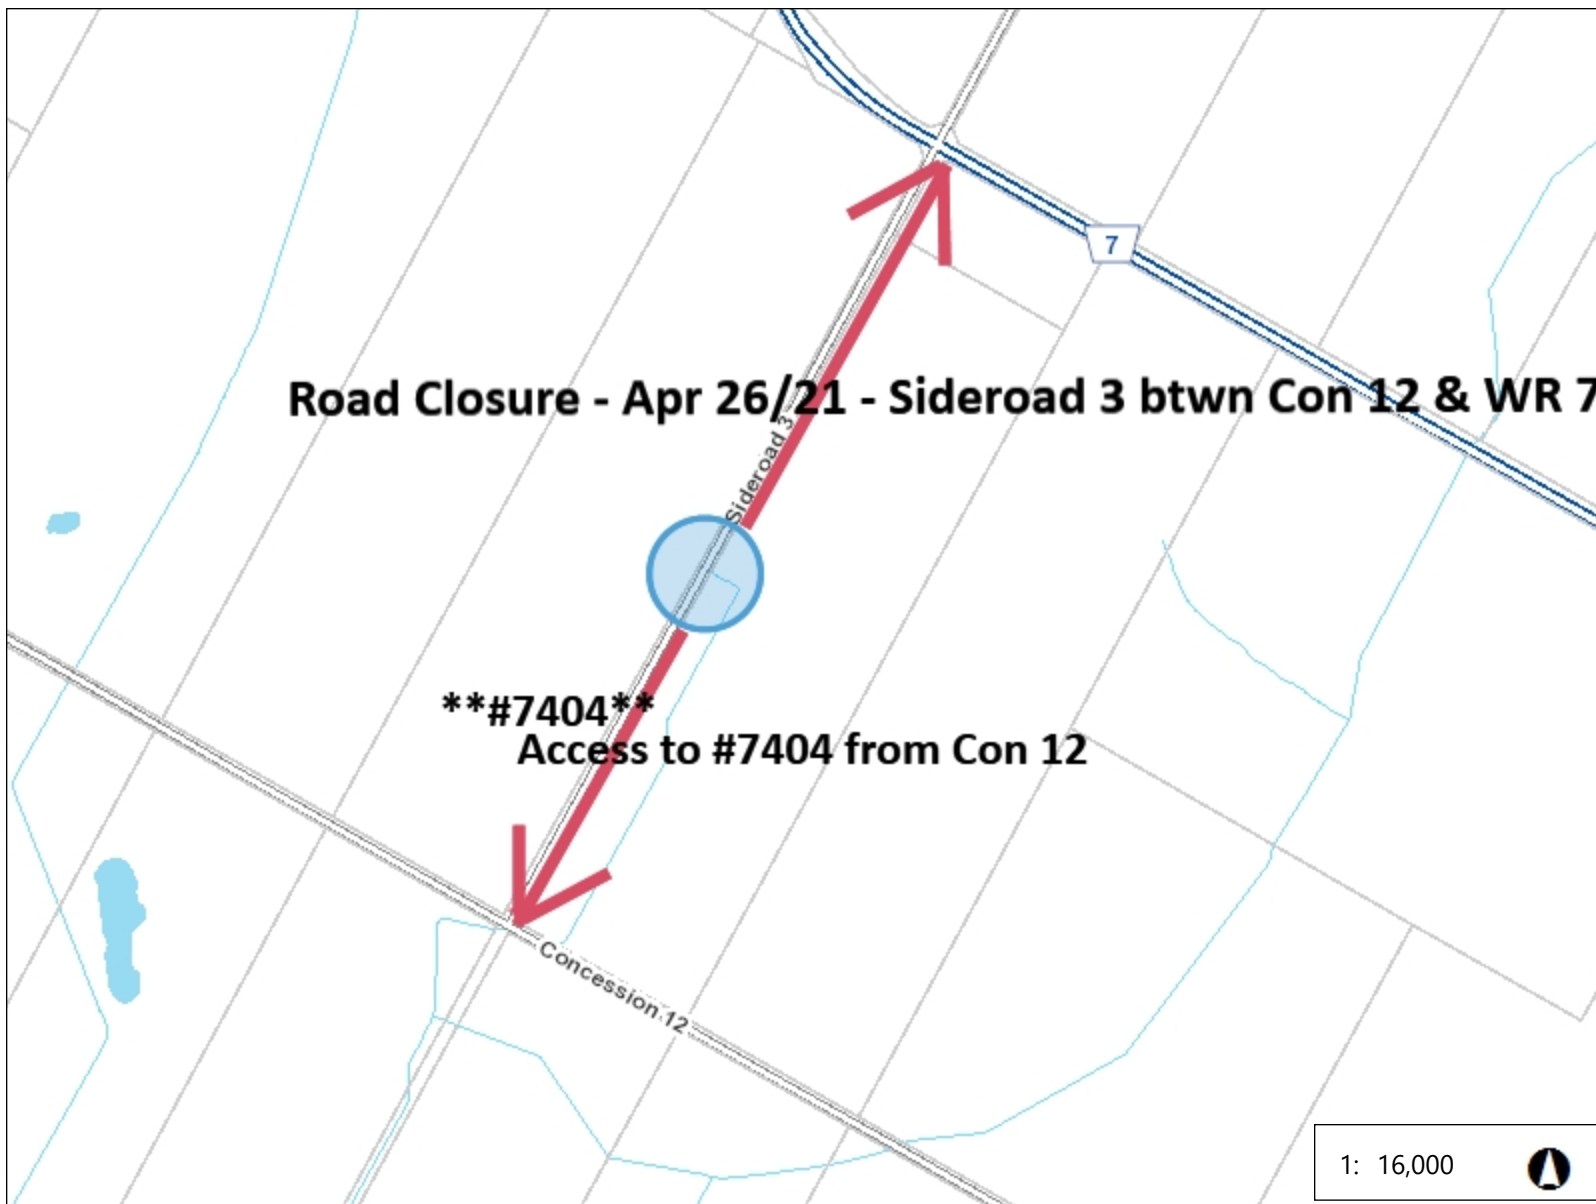 7
Road Closure - Apr 26/21 - Sideroad 3 btwn Con 12 & WR 7
Sideroad 3
**#7404**
Access to #7404 from Con 12
Concession 12
1: 16,000